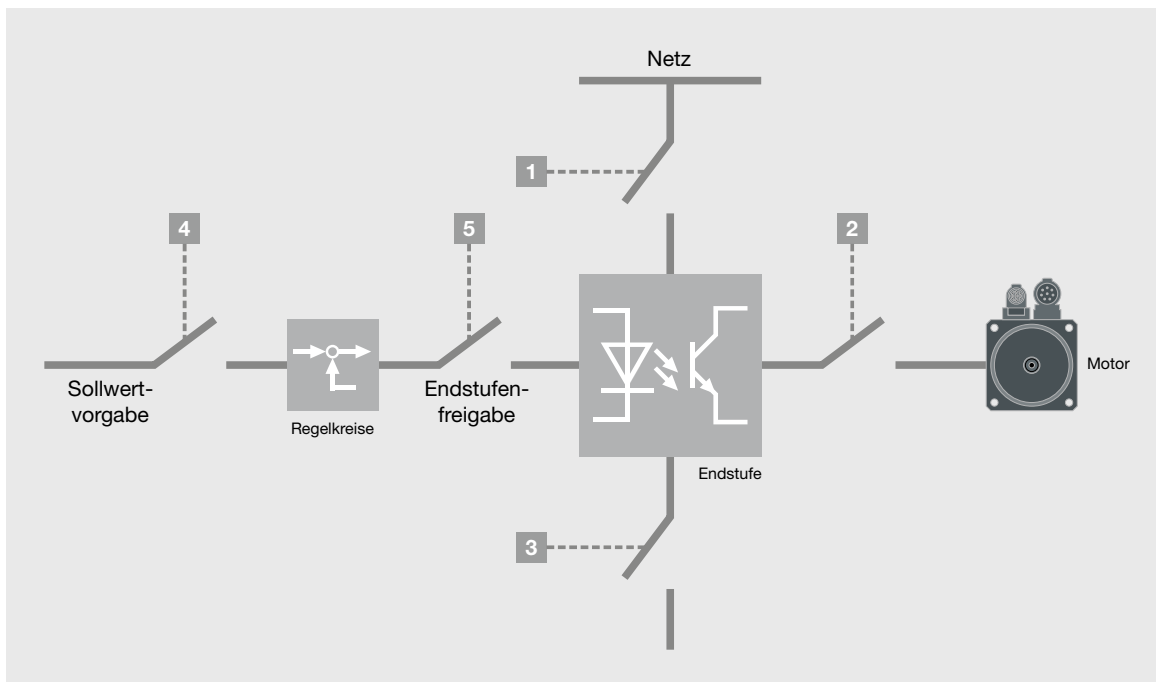 Netz
1
4
5
2
Sollwert-
vorgabe
Regelkreise
Endstufen-
freigabe
Motor
Endstufe
3